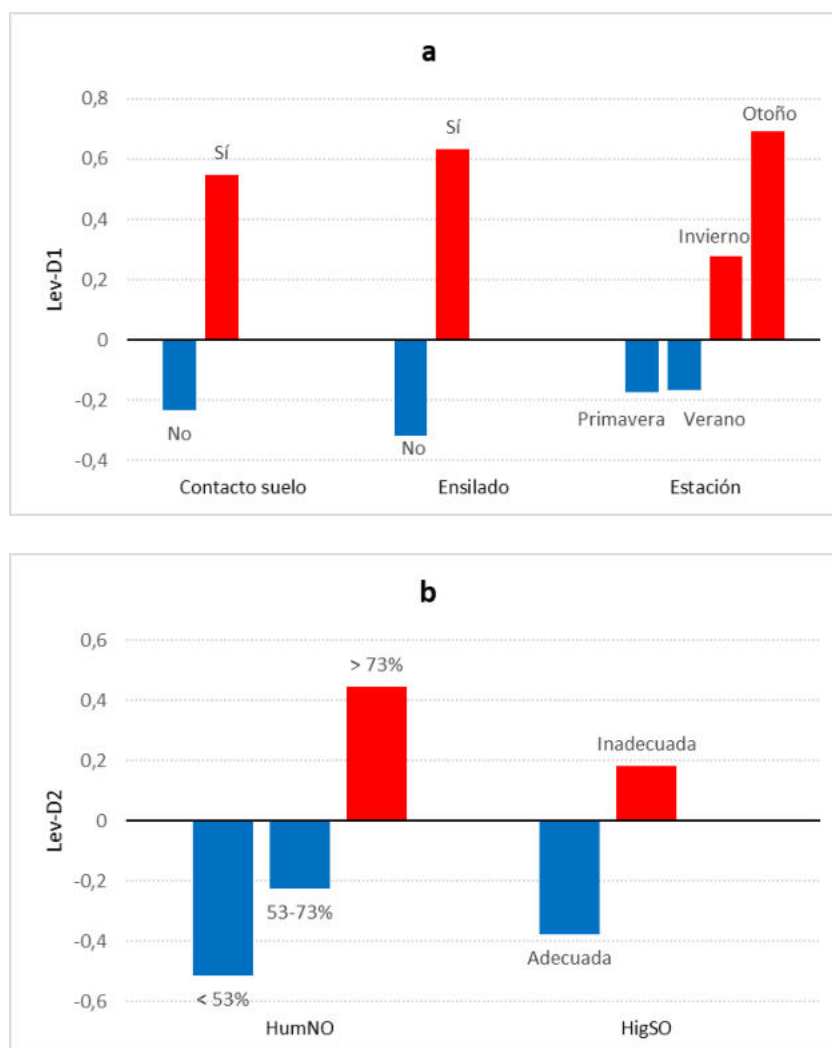 a
0,8
Otoño
Sí
Sí
0,6
0,4
Invierno
Lev-D1
0,2
0
-0,2
Primavera
Verano
No
No
-0,4
Contacto suelo
Ensilado
Estación
b
0,6
> 73%
0,4
Inadecuada
0,2
Lev-D2
0
-0,2
53-73%
-0,4
Adecuada
-0,6
< 53%
HumNO
HigSO